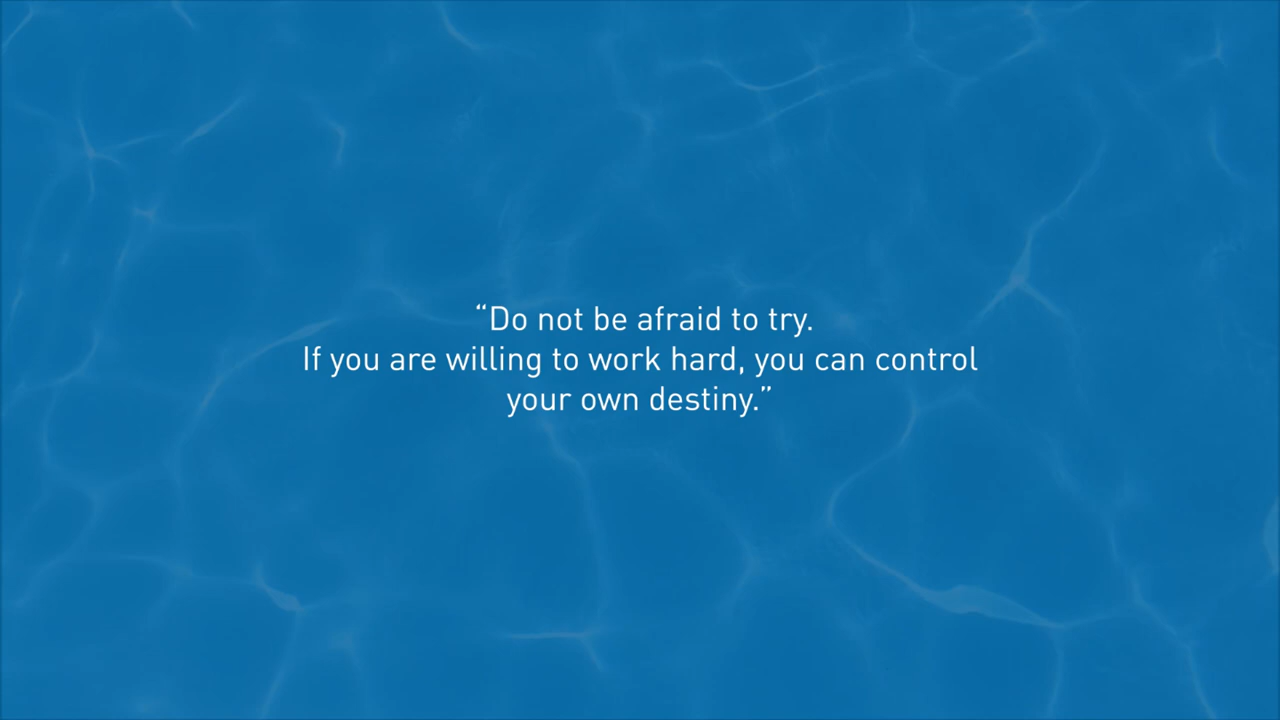 “Do not be afraid to try.
If you are willing to work hard, you can control
your own destiny.”